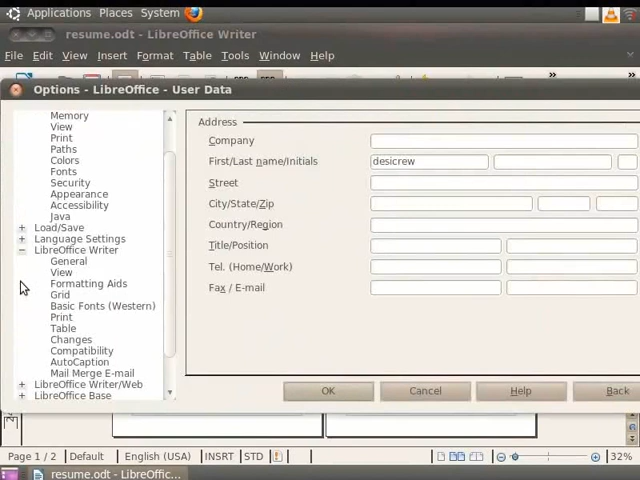 Applications Places System
resume.odt - LibreOffice Writer
File Edit View Insert Format Table Tools Window Help
Options - LibreOffice - User Data
Memory
View
Print
Paths
Colors
Fonts
Security
Appearance
Accessibility
Java
Load/Save
Language Settings
LibreOffice Writer
General
View
Formatting Aids
Grid
Basic Fonts (Western)
Print
Table
Changes
Compatibility
AutoCaption
Mail Merge E-mail
LibreOffice Writer/Web
LibreOffice Base
Address
Company
First/Last name/Initials desicrew
Street
City/State/Zip
Country/Region
Title/Position
Tel. (Home/Work)
Fax / E-mail
OK Cancel Help Back
Page 1 / 2 Default English (USA) INSRT STD 32%
resume.odt - LibreOffic...